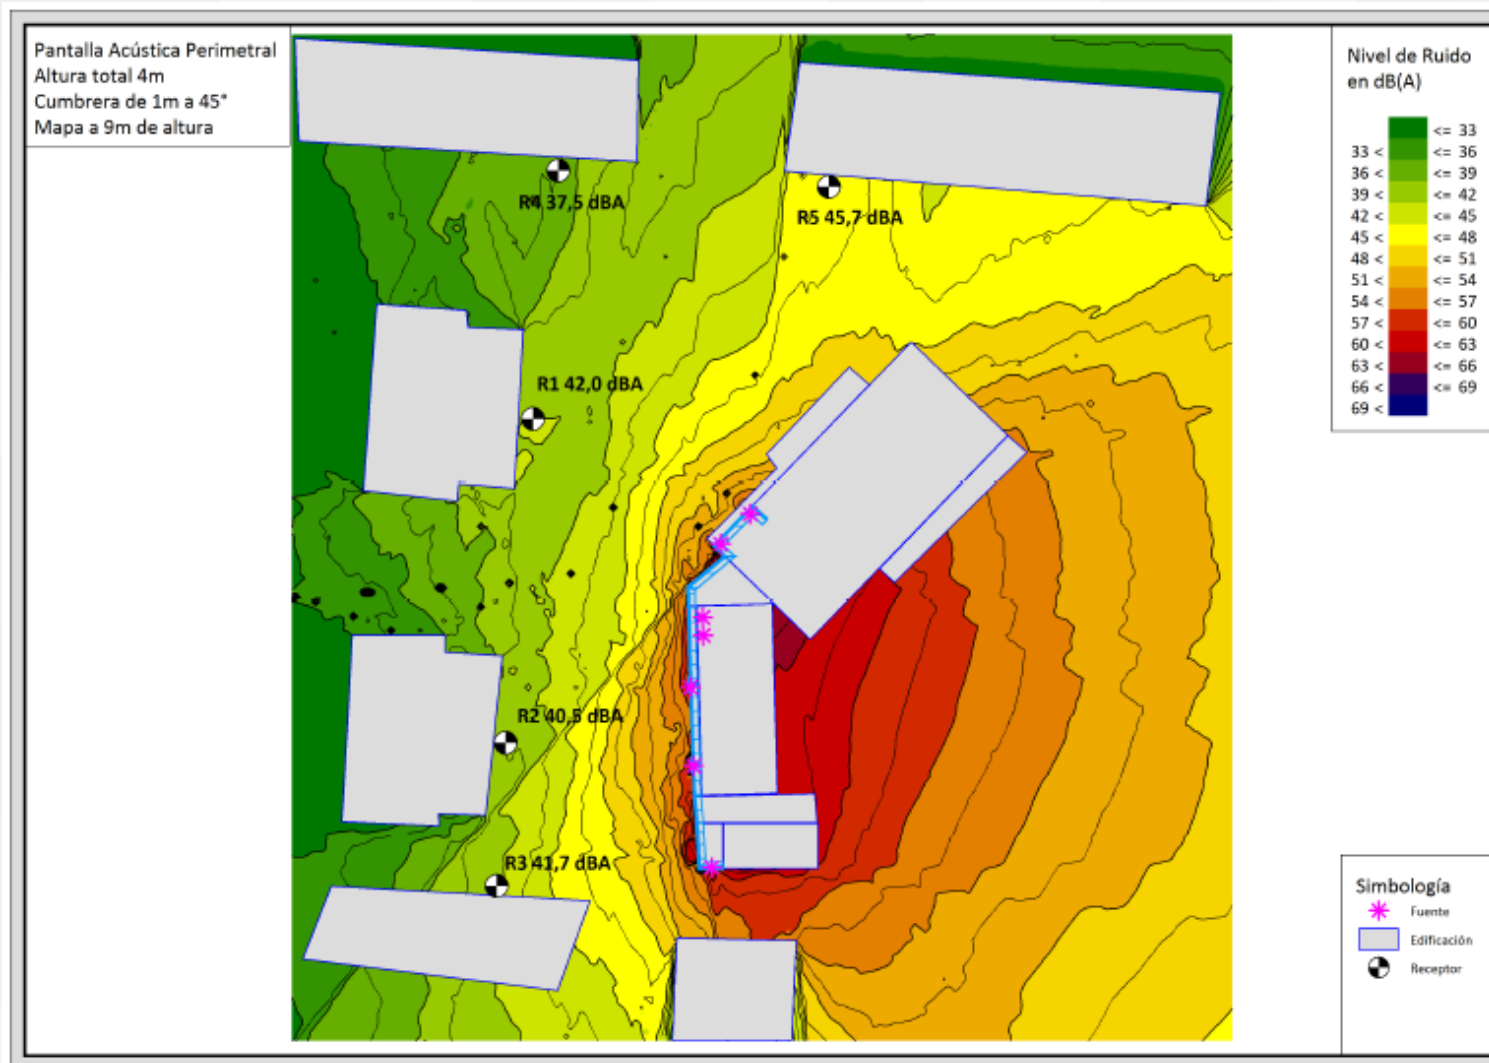 Pantalla Acústica Perimetral
Altura total 4m
Cumbrera de 1m a 45°
Mapa a 9m de altura
Nivel de Ruido
en dB(A)
<= 33
33 < <= 36
36 < <= 39
39 < <= 42
42 < <= 45
45 < <= 48
48 < <= 51
51 < <= 54
54 < <= 57
57 < <= 60
60 < <= 63
63 < <= 66
66 < <= 69
69 <
R4 37,5 dBA
R5 45,7 dBA
R1 42,0 dBA
R2 40,5 dBA
R3 41,7 dBA
Simbología
Fuente
Edificación
Receptor